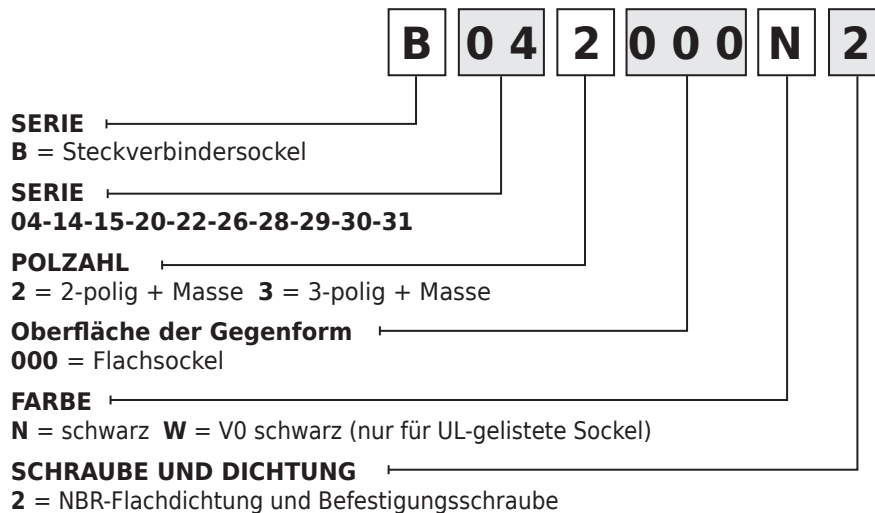 B 0 4 2 0 0 0 N 2
SERIE
B = Steckverbindersockel
SERIE
04-14-15-20-22-26-28-29-30-31
POLZAHL
2 = 2-polig + Masse 3 = 3-polig + Masse
Oberfläche der Gegenform
000 = Flachsockel
FARBE
N = schwarz W = V0 schwarz (nur für UL-gelistete Sockel)
SCHRAUBE UND DICHTUNG
2 = NBR-Flachdichtung und Befestigungsschraube